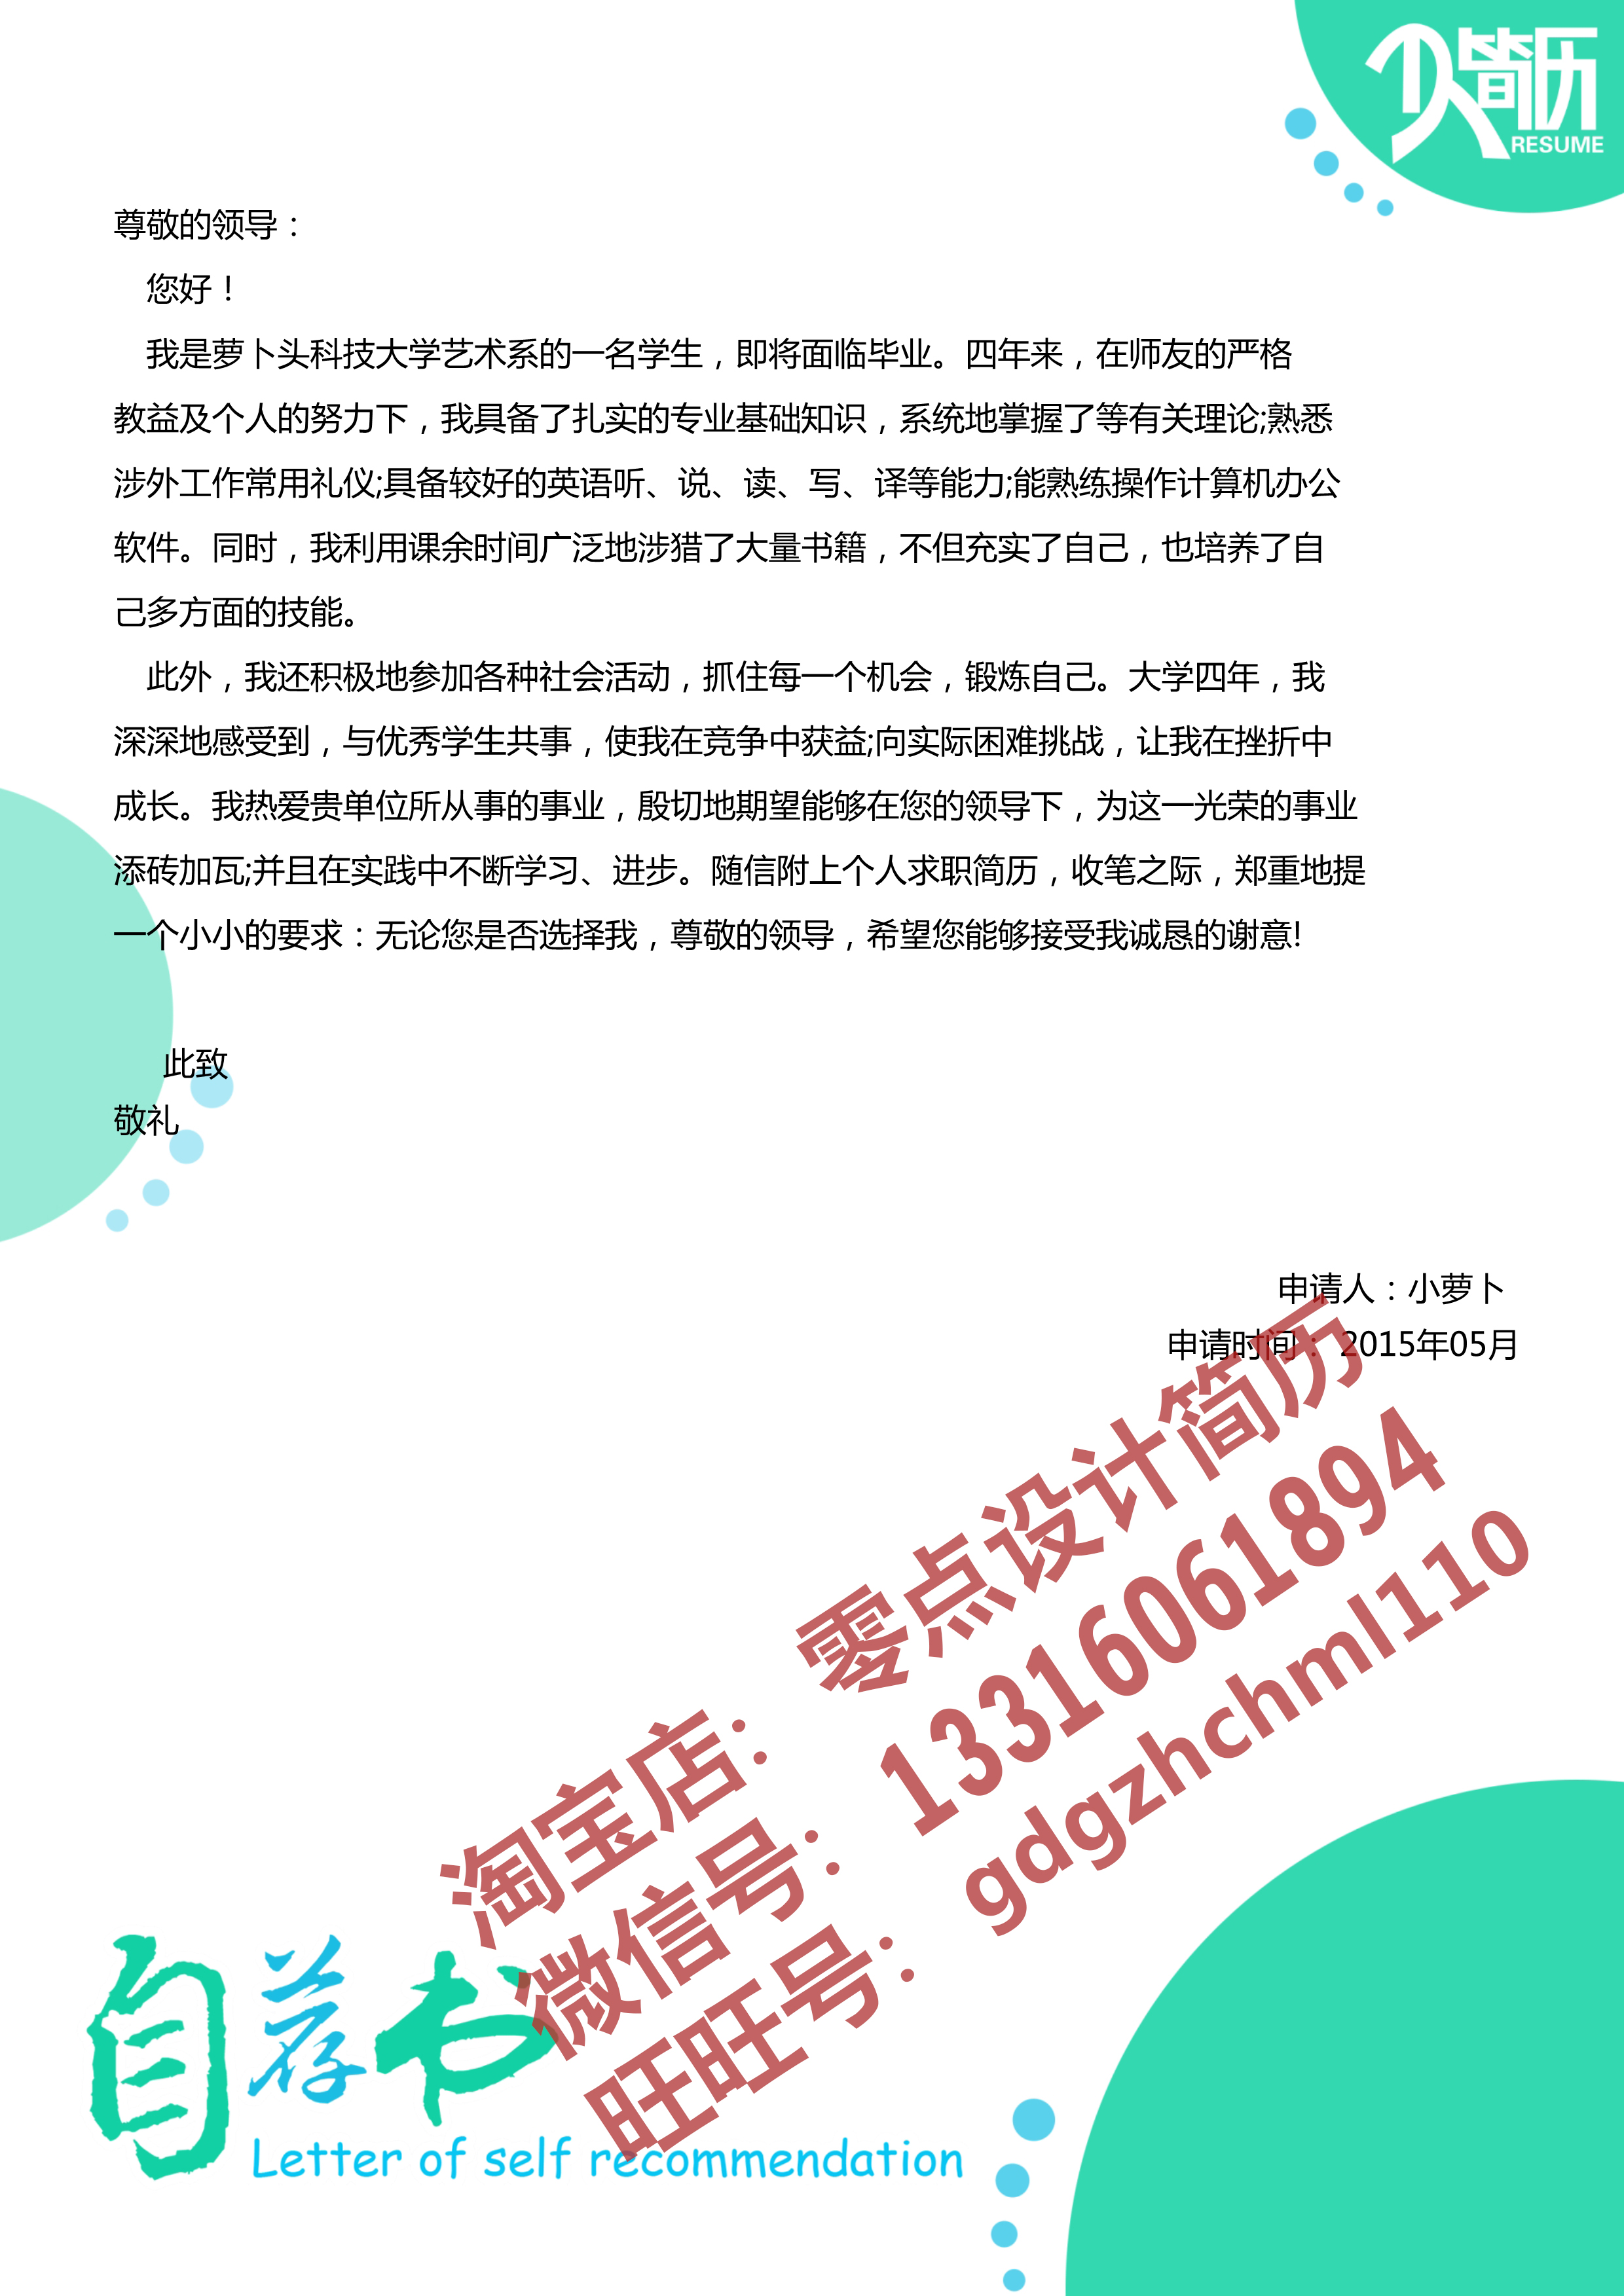 简历
RESUME
尊敬的领导：
您好！
我是萝卜头科技大学艺术系的一名学生，即将面临毕业。四年来，在师友的严格
教益及个人的努力下，我具备了扎实的专业基础知识，系统地掌握了等有关理论;熟悉
涉外工作常用礼仪;具备较好的英语听、说、读、写、译等能力;能熟练操作计算机办公
软件。同时，我利用课余时间广泛地涉猎了大量书籍，不但充实了自己，也培养了自
己多方面的技能。
此外，我还积极地参加各种社会活动，抓住每一个机会，锻炼自己。大学四年，我
深深地感受到，与优秀学生共事，使我在竞争中获益;向实际困难挑战，让我在挫折中
成长。我热爱贵单位所从事的事业，殷切地期望能够在您的领导下，为这一光荣的事业
添砖加瓦;并且在实践中不断学习、进步。随信附上个人求职简历，收笔之际，郑重地提
一个小小的要求：无论您是否选择我，尊敬的领导，希望您能够接受我诚恳的谢意!
此致
敬礼
申请人：小萝卜
申请时间：2015年05月
淘宝店：零点设计简历
微信号：13316061894
旺旺号：gdgzhchml110
自荐书
Letter of self recommendation